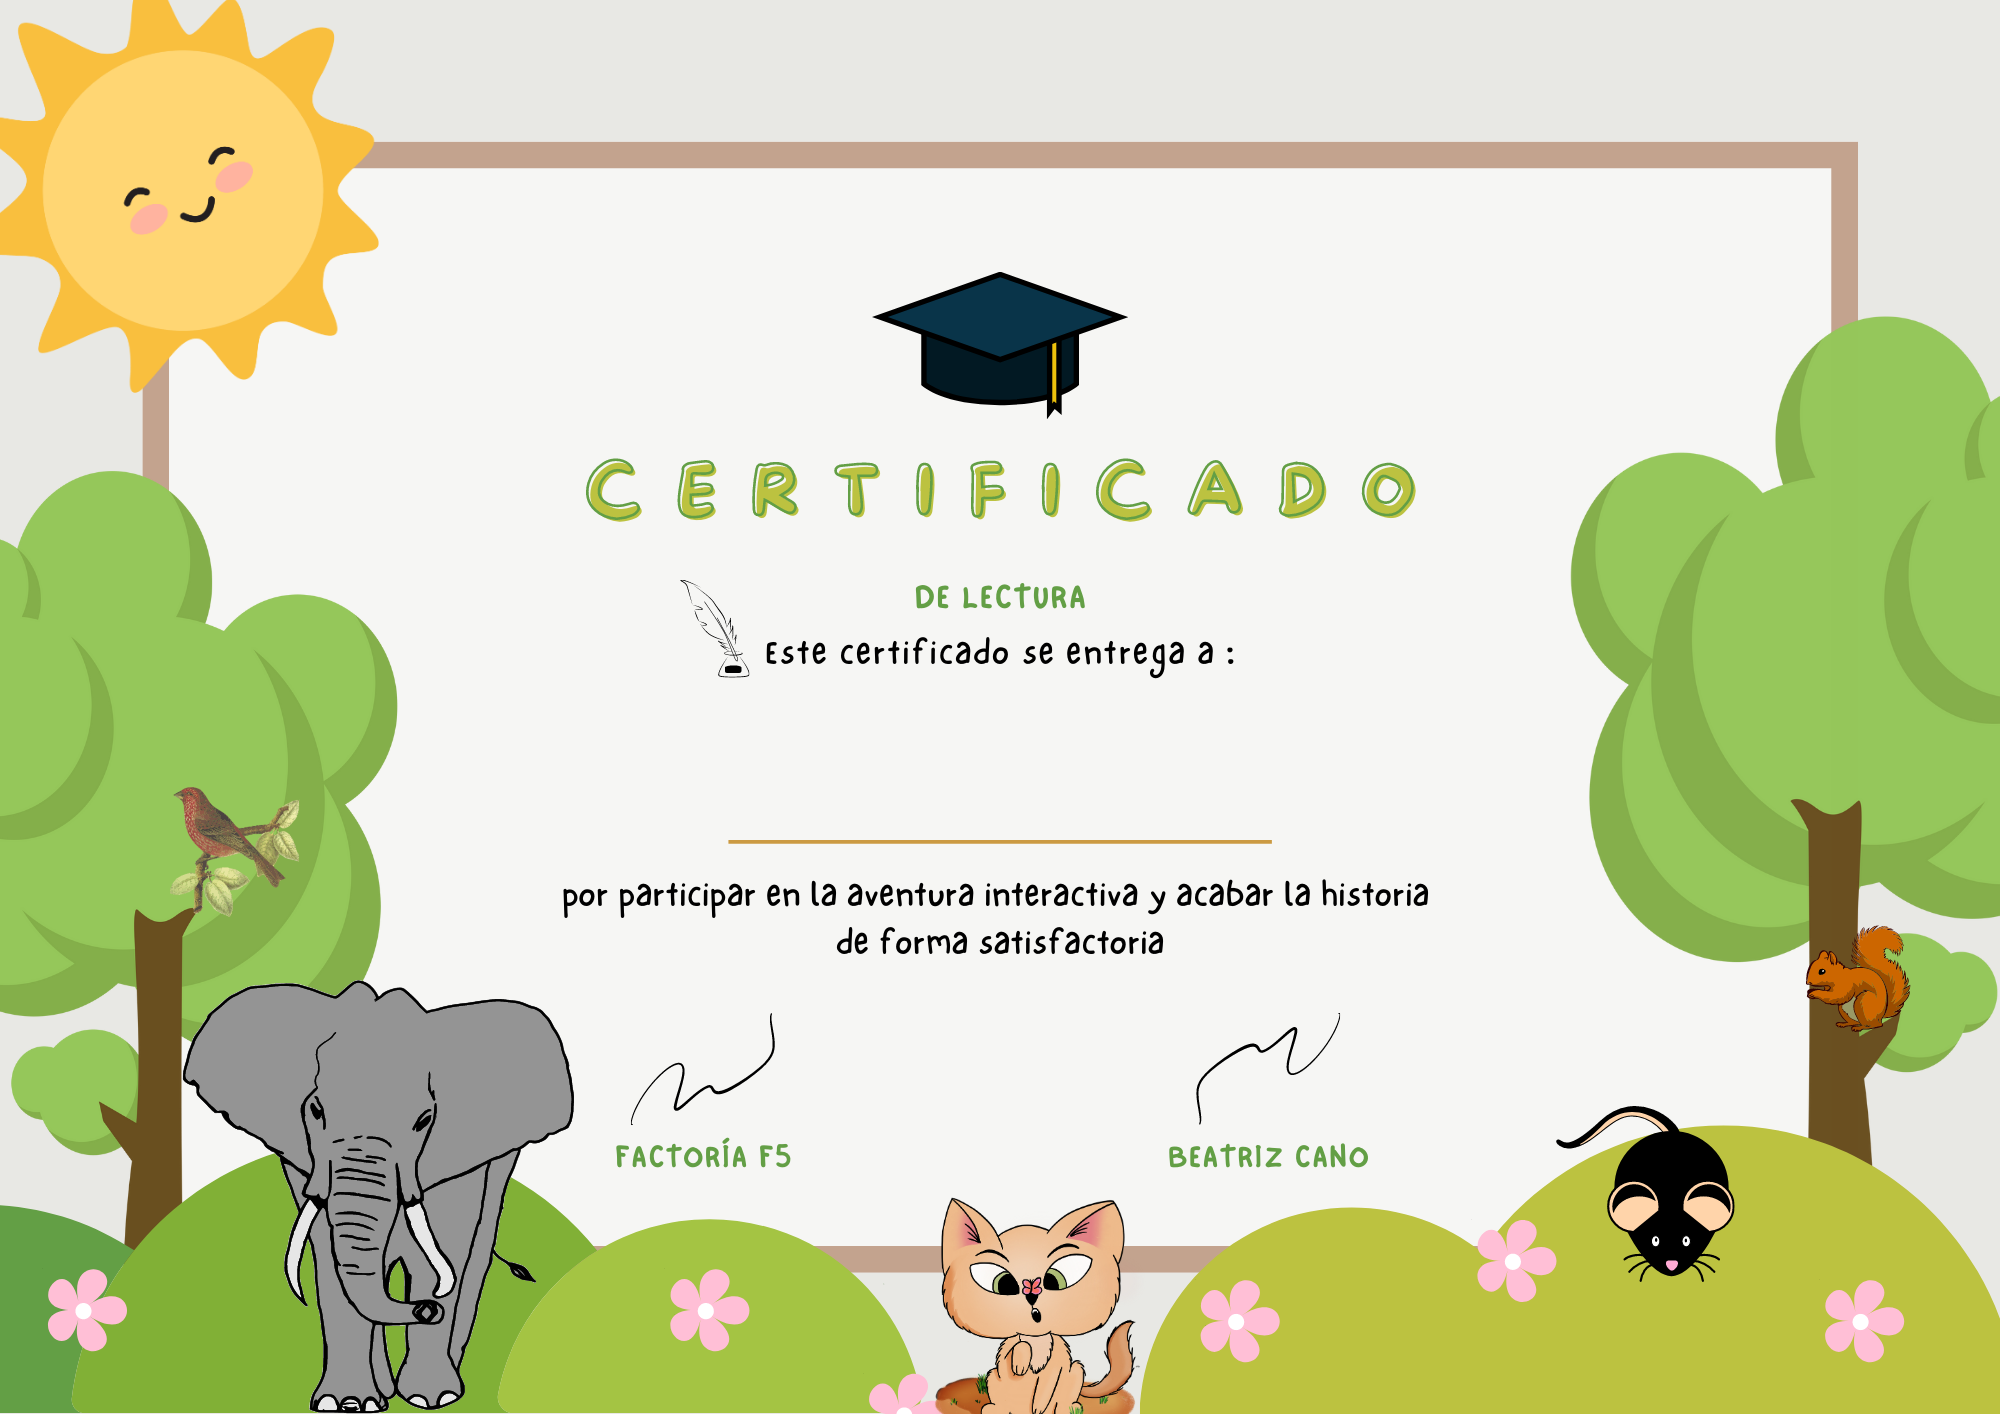 CERTIFICADO
DE LECTURA
Este certificado se entrega a :
por participar en la aventura interactiva y acabar la historia
de forma satisfactoria
FACTORÍA F5
BEATRIZ CANO